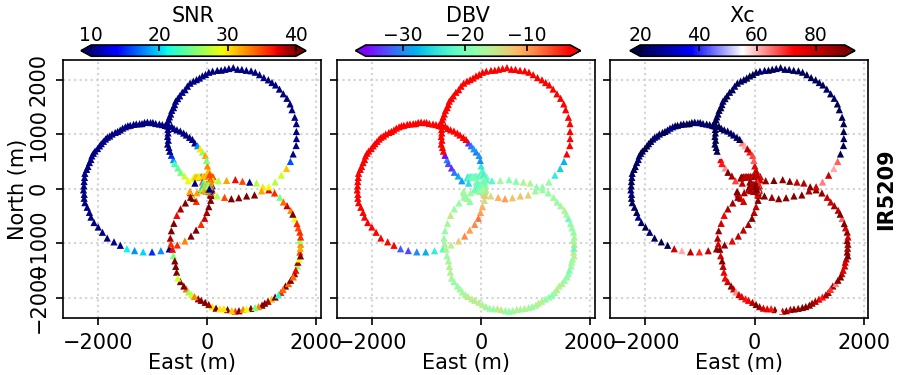 SNR DBV Xc
10 20 30 40 −30 −20 −10 20 40 60 80
North (m)
2000
1000
0
−1000
−2000
−2000 0 2000 −2000 0 2000 −2000 0 2000
East (m) East (m) East (m)
IR5209